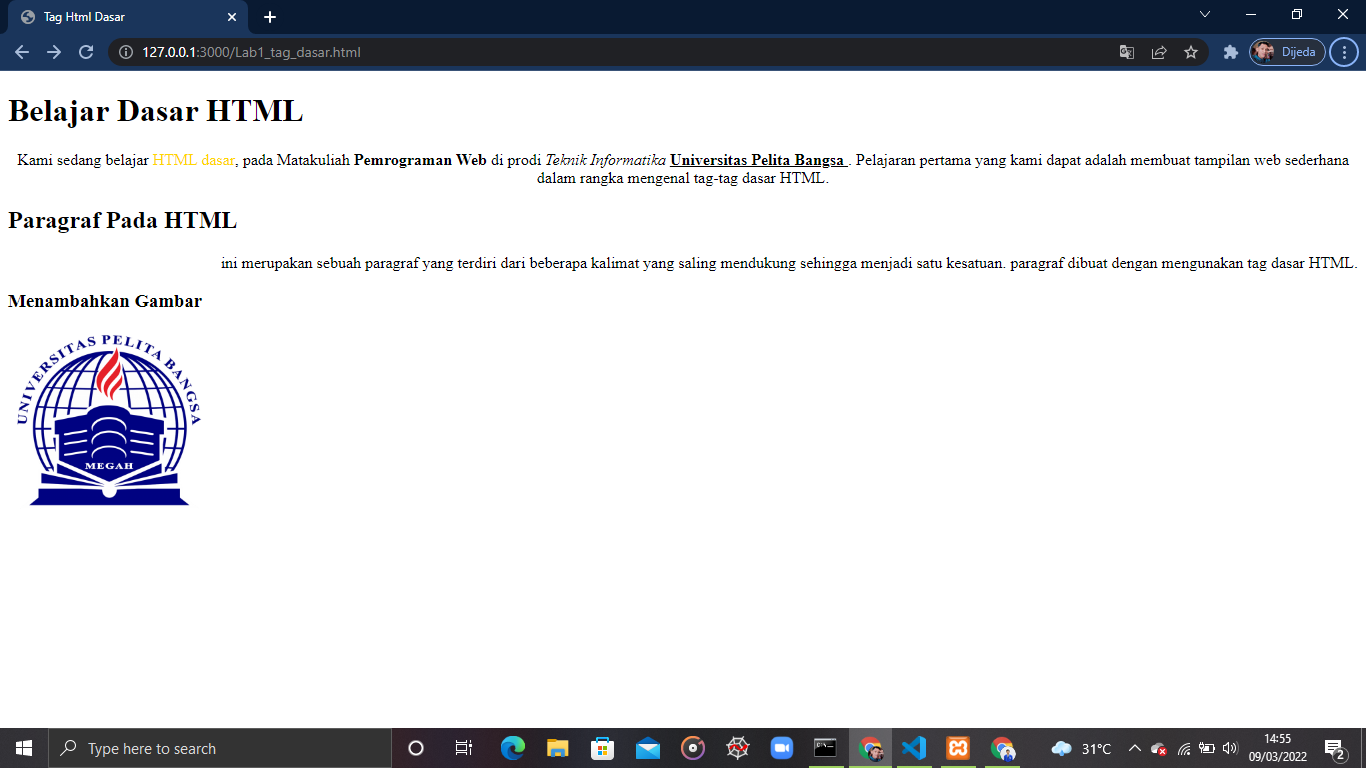 Tag Html Dasar
127.0.0.1:3000/Lab1_tag_dasar.html
Dijeda
Belajar Dasar HTML
Kami sedang belajar HTML dasar, pada Matakuliah Pemrograman Web di prodi Teknik Informatika Universitas Pelita Bangsa . Pelajaran pertama yang kami dapat adalah membuat tampilan web sederhana
dalam rangka mengenal tag-tag dasar HTML.
Paragraf Pada HTML
ini merupakan sebuah paragraf yang terdiri dari beberapa kalimat yang saling mendukung sehingga menjadi satu kesatuan. paragraf dibuat dengan mengunakan tag dasar HTML.
Menambahkan Gambar
UNIVERSITAS PELITA BANGSA
MEGAH
Type here to search
31°C
14:55
09/03/2022
2